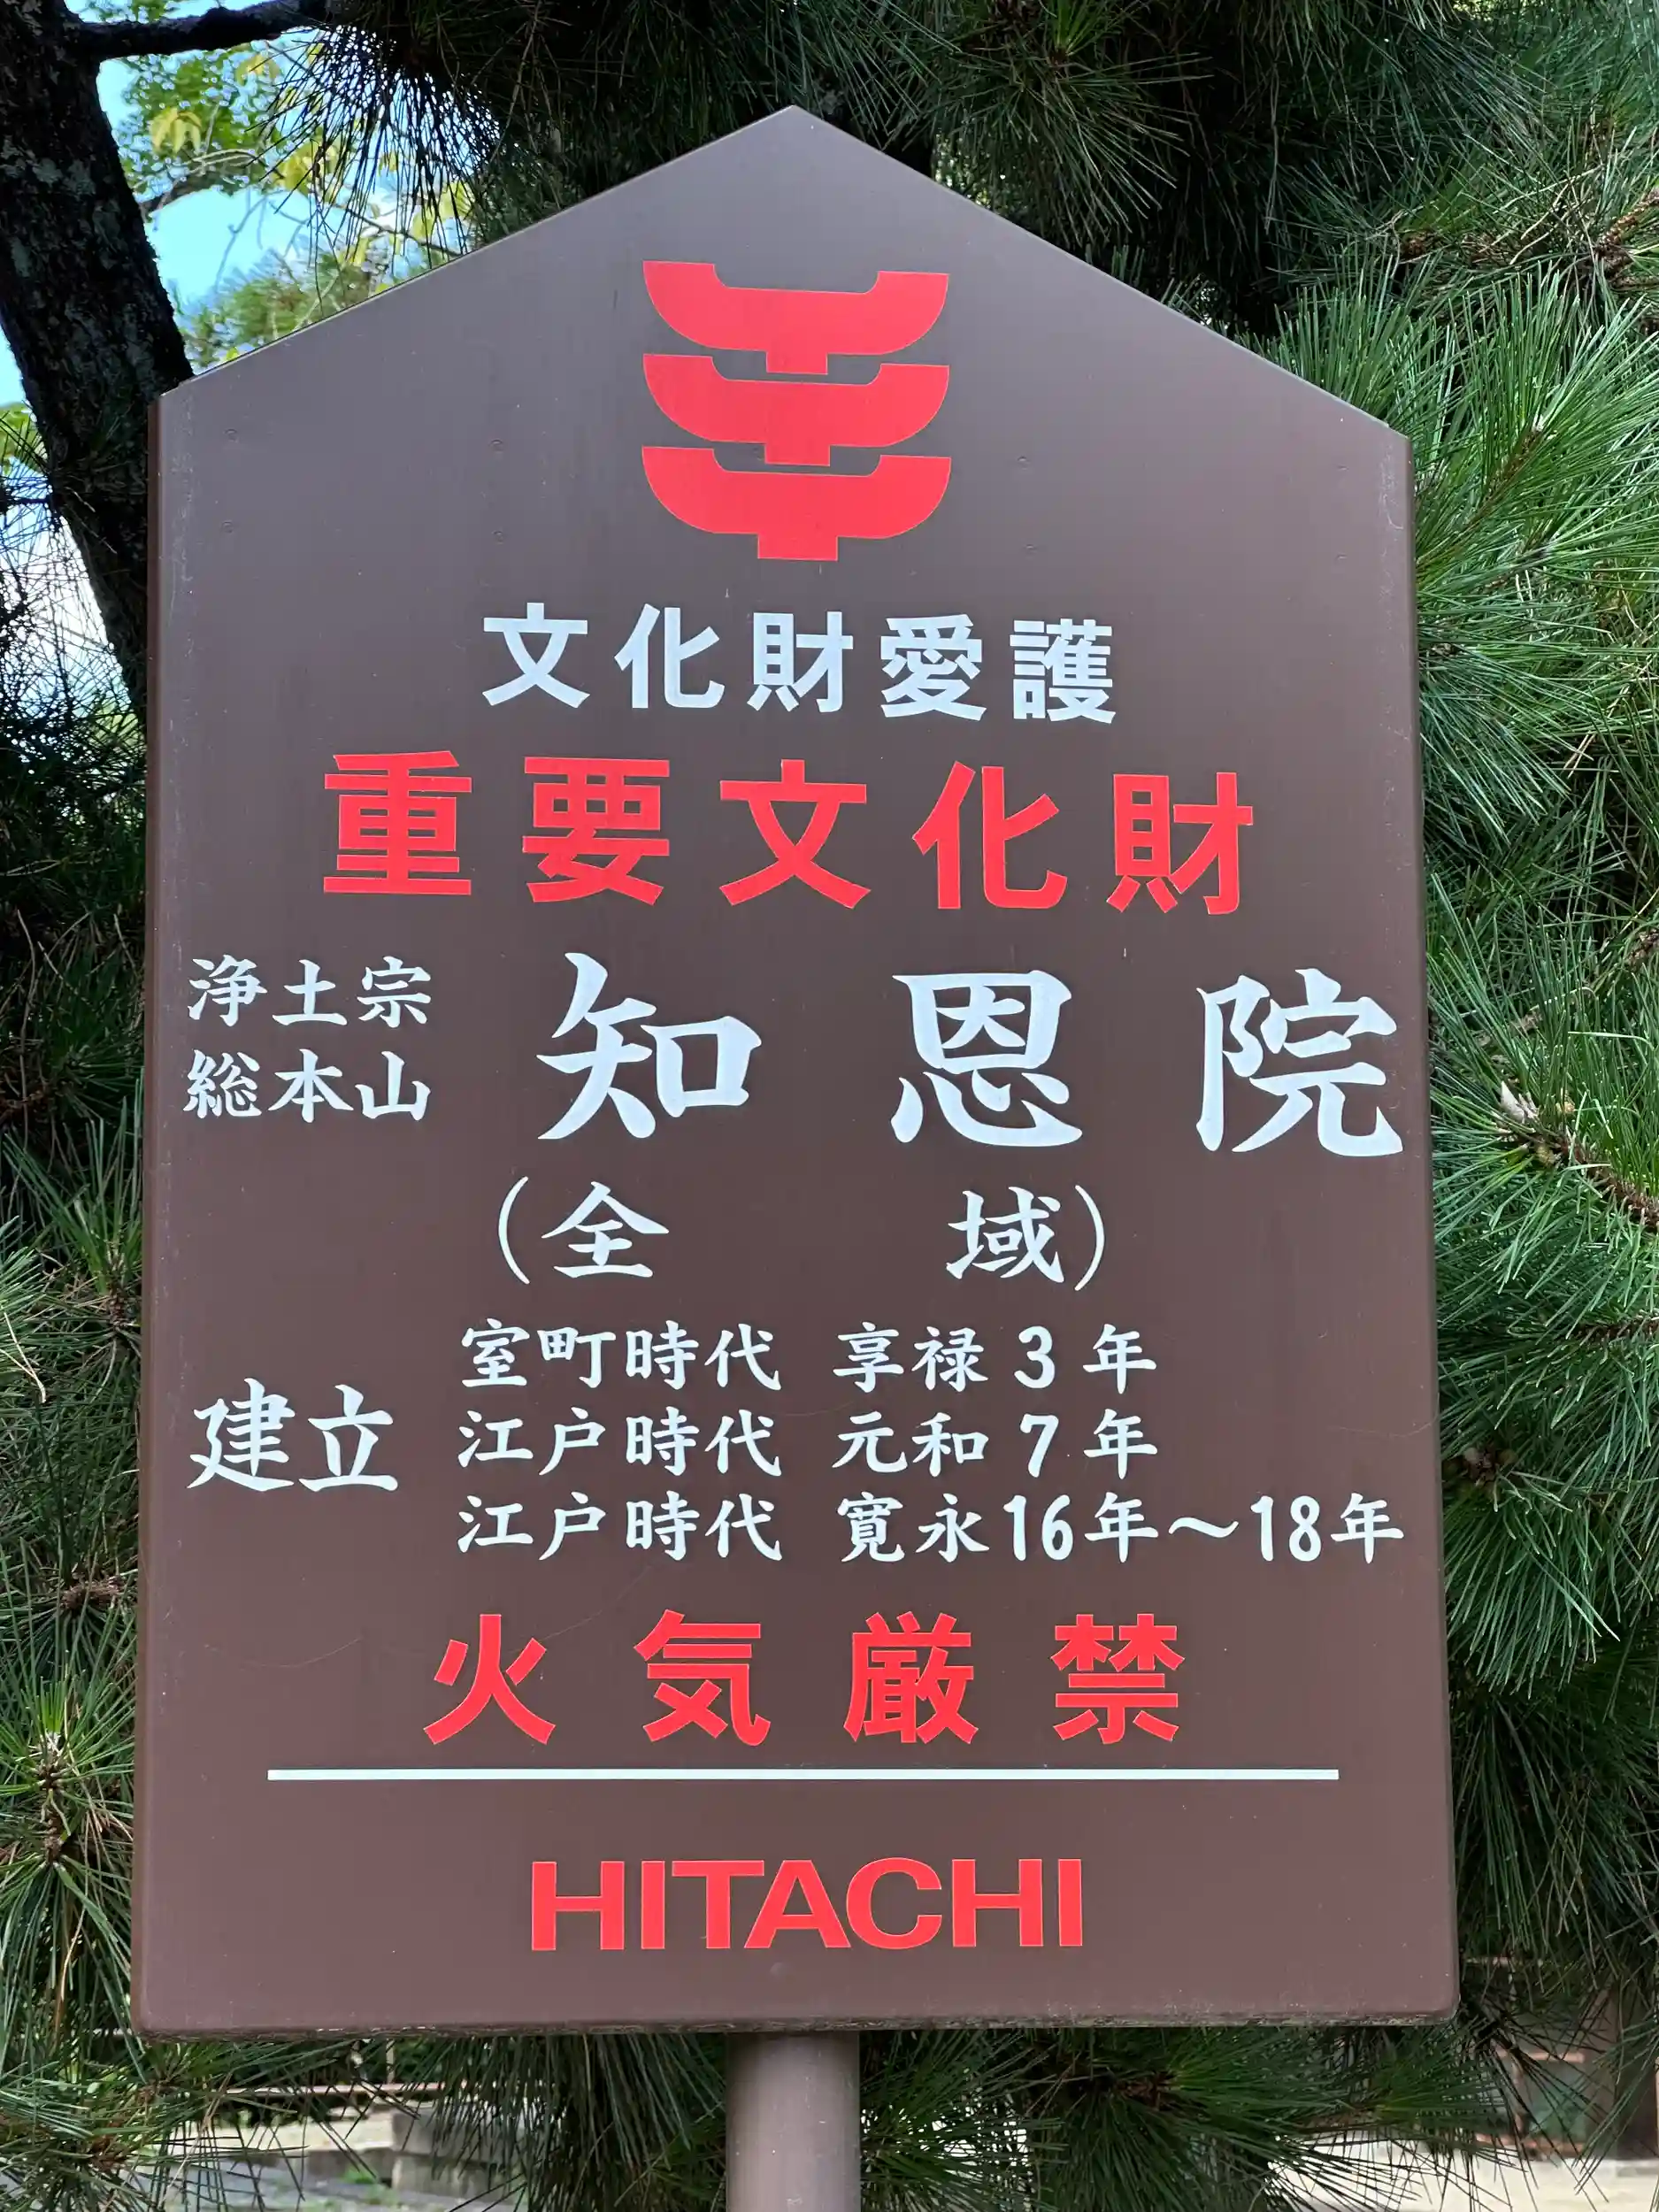 文化財愛護
重要文化財
浄土宗
総本山
知恩院
(全域)
建立
室町時代 享禄3年
江戸時代 元和7年
江戸時代 寛永16年~18年
火気厳禁
HITACHI